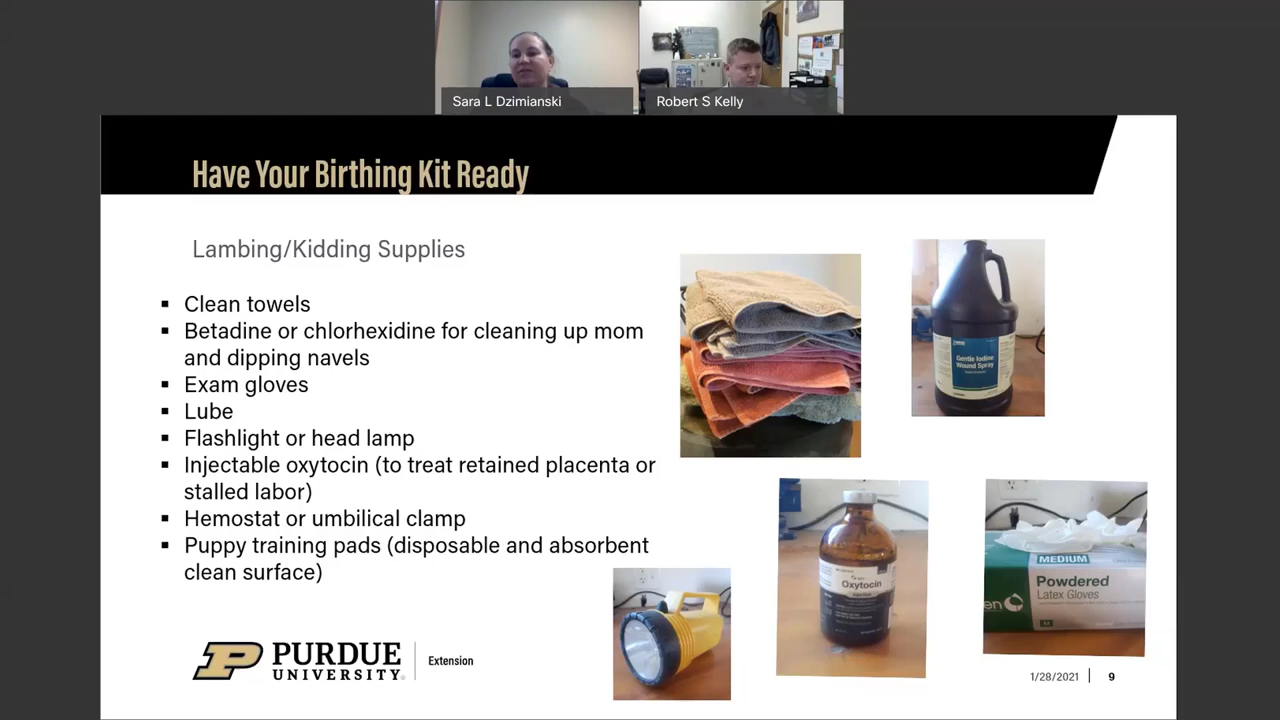 Sara L Dzimianski
Robert S Kelly
Have Your Birthing Kit Ready
Lambing/Kidding Supplies
▪ Clean towels
▪ Betadine or chlorhexidine for cleaning up mom
and dipping navels
▪ Exam gloves
▪ Lube
▪ Flashlight or head lamp
▪ Injectable oxytocin (to treat retained placenta or
stalled labor)
▪ Hemostat or umbilical clamp
▪ Puppy training pads (disposable and absorbent
clean surface)
Gentle Iodine
Wound Spray
Oxytocin
MEDIUM
Powdered
Latex Gloves
en
M
P PURDUE
UNIVERSITY®
Extension
1/28/2021
9